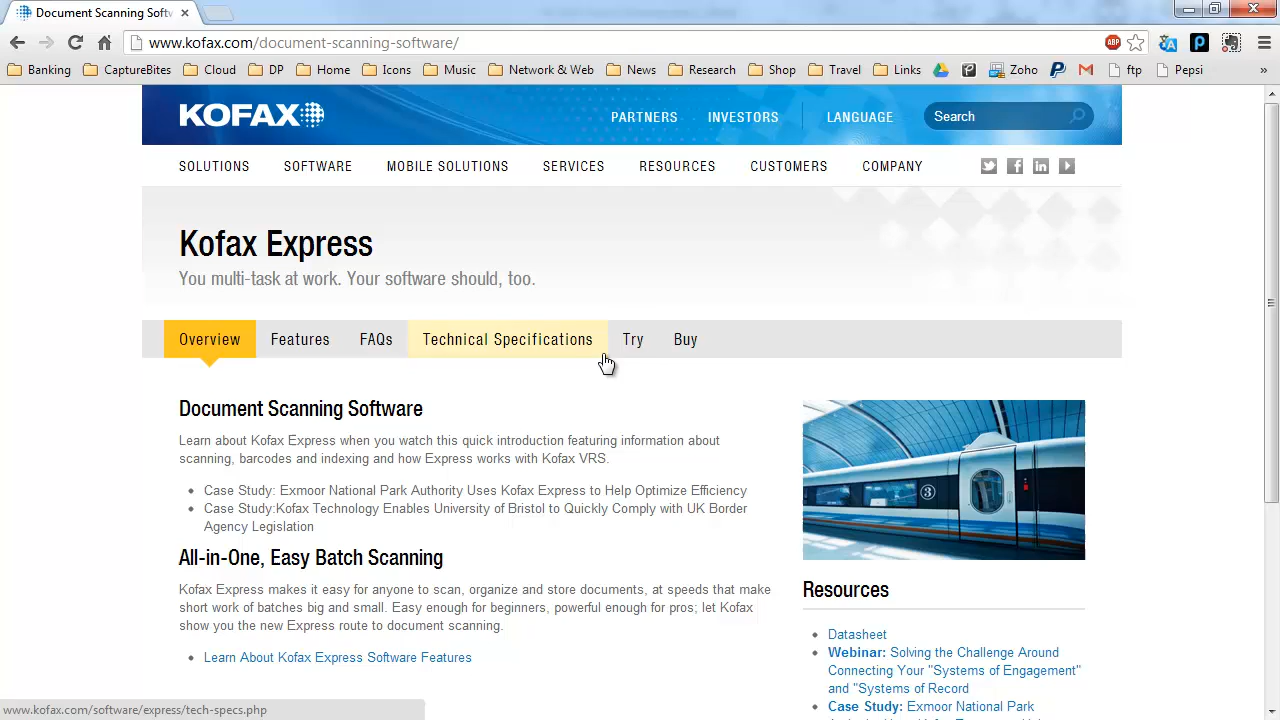 Document Scanning Softw
www.kofax.com/document-scanning-software/
ABP
Banking CaptureBites Cloud DP Home Icons Music Network & Web News Research Shop Travel Links Zoho ftp Pepsi »
KOFAX
PARTNERS INVESTORS LANGUAGE Search
SOLUTIONS SOFTWARE MOBILE SOLUTIONS SERVICES RESOURCES CUSTOMERS COMPANY
Kofax Express
You multi-task at work. Your software should, too.
Overview Features FAQs Technical Specifications Try Buy
Document Scanning Software
Learn about Kofax Express when you watch this quick introduction featuring information about
scanning, barcodes and indexing and how Express works with Kofax VRS.
• Case Study: Exmoor National Park Authority Uses Kofax Express to Help Optimize Efficiency
• Case Study:Kofax Technology Enables University of Bristol to Quickly Comply with UK Border
Agency Legislation
All-in-One, Easy Batch Scanning
Kofax Express makes it easy for anyone to scan, organize and store documents, at speeds that make
short work of batches big and small. Easy enough for beginners, powerful enough for pros; let Kofax
show you the new Express route to document scanning.
• Learn About Kofax Express Software Features
3
Resources
• Datasheet
• Webinar: Solving the Challenge Around
Connecting Your "Systems of Engagement"
and "Systems of Record
• Case Study: Exmoor National Park
www.kofax.com/software/express/tech-specs.php